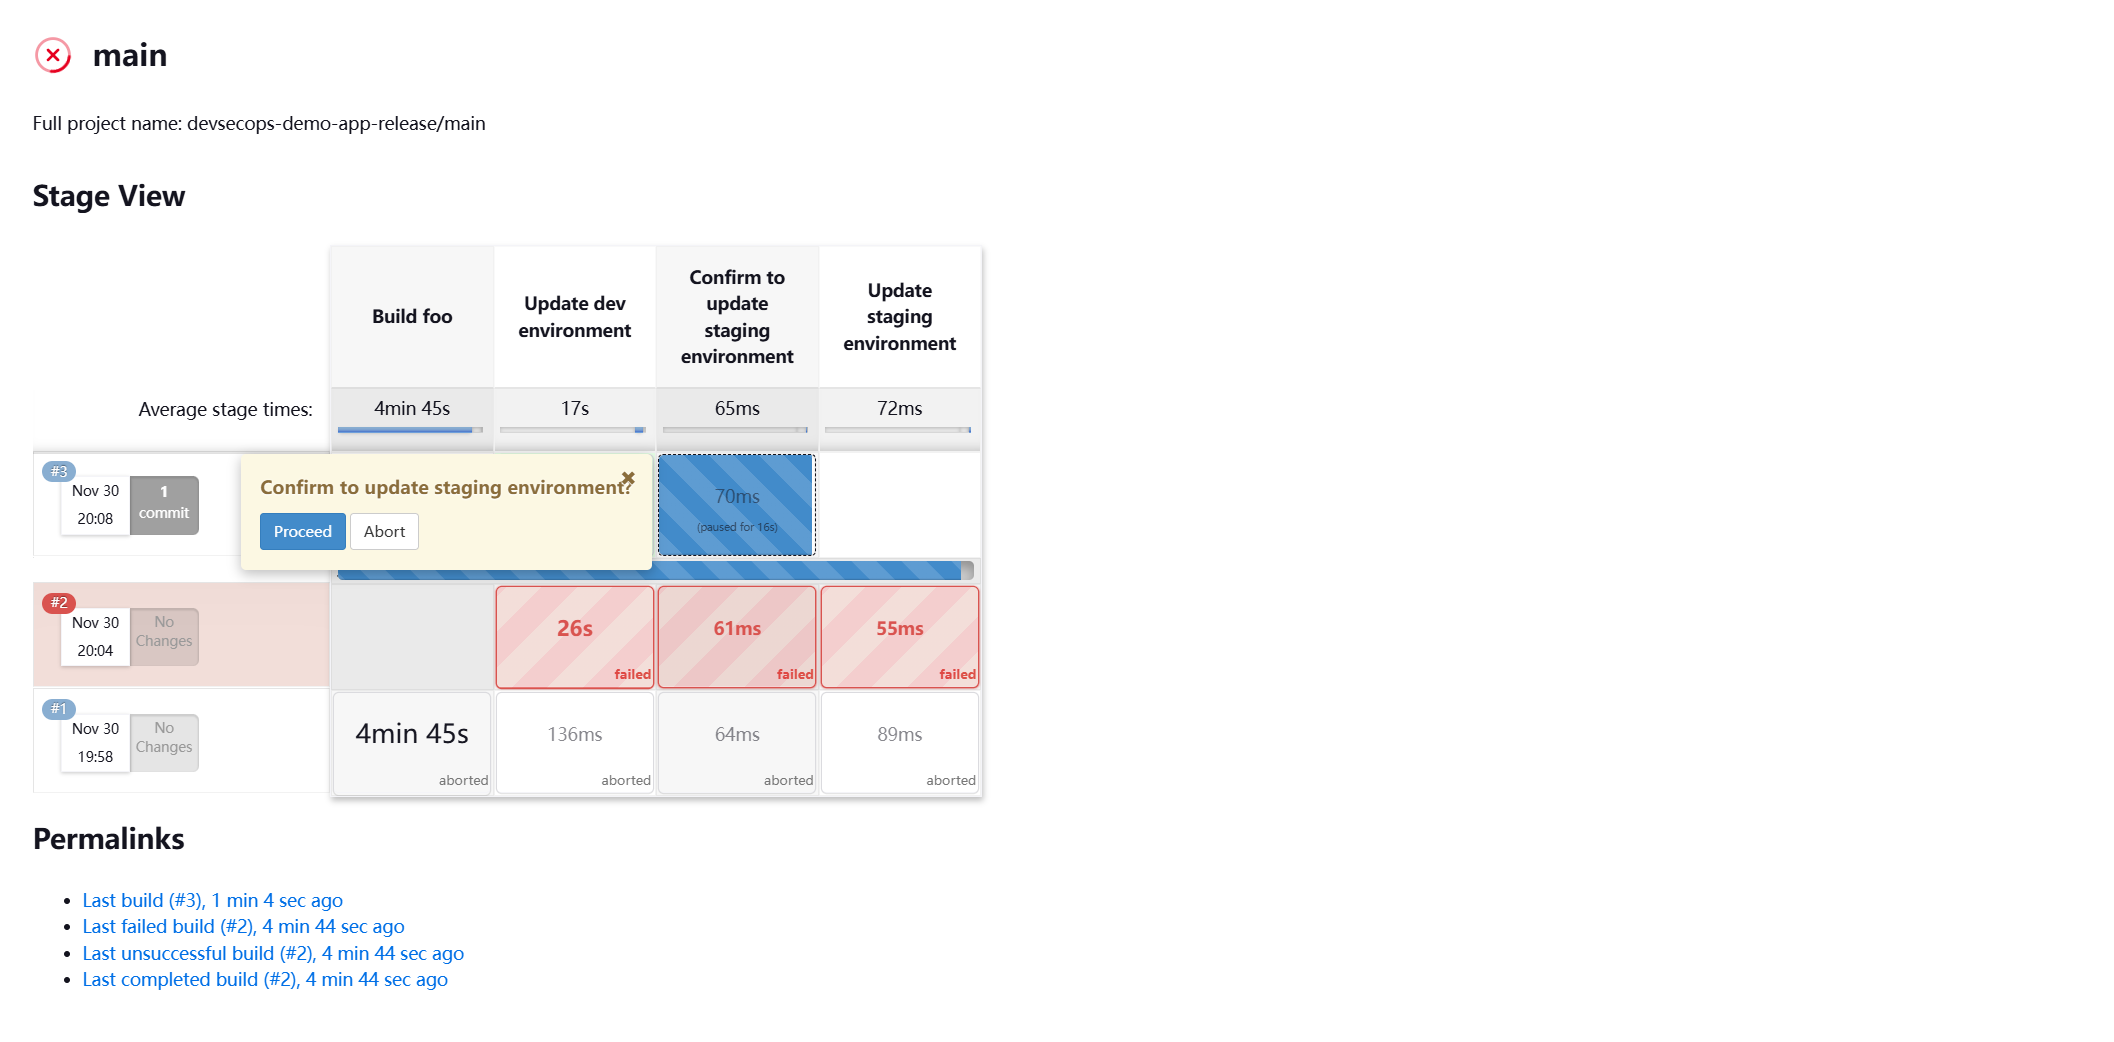 main
Full project name: devsecops-demo-app-release/main
Stage View
Build foo
Update dev
environment
Confirm to
update
staging
environment
Update
staging
environment
Average stage times:
4min 45s
17s
65ms
72ms
#3
Nov 30
20:08
1
commit
Confirm to update staging environment?
Proceed
Abort
70ms
(paused for 16s)
#2
Nov 30
20:04
No
Changes
26s
failed
61ms
failed
55ms
failed
#1
Nov 30
19:58
No
Changes
4min 45s
aborted
136ms
aborted
64ms
aborted
89ms
aborted
Permalinks
Last build (#3), 1 min 4 sec ago
Last failed build (#2), 4 min 44 sec ago
Last unsuccessful build (#2), 4 min 44 sec ago
Last completed build (#2), 4 min 44 sec ago